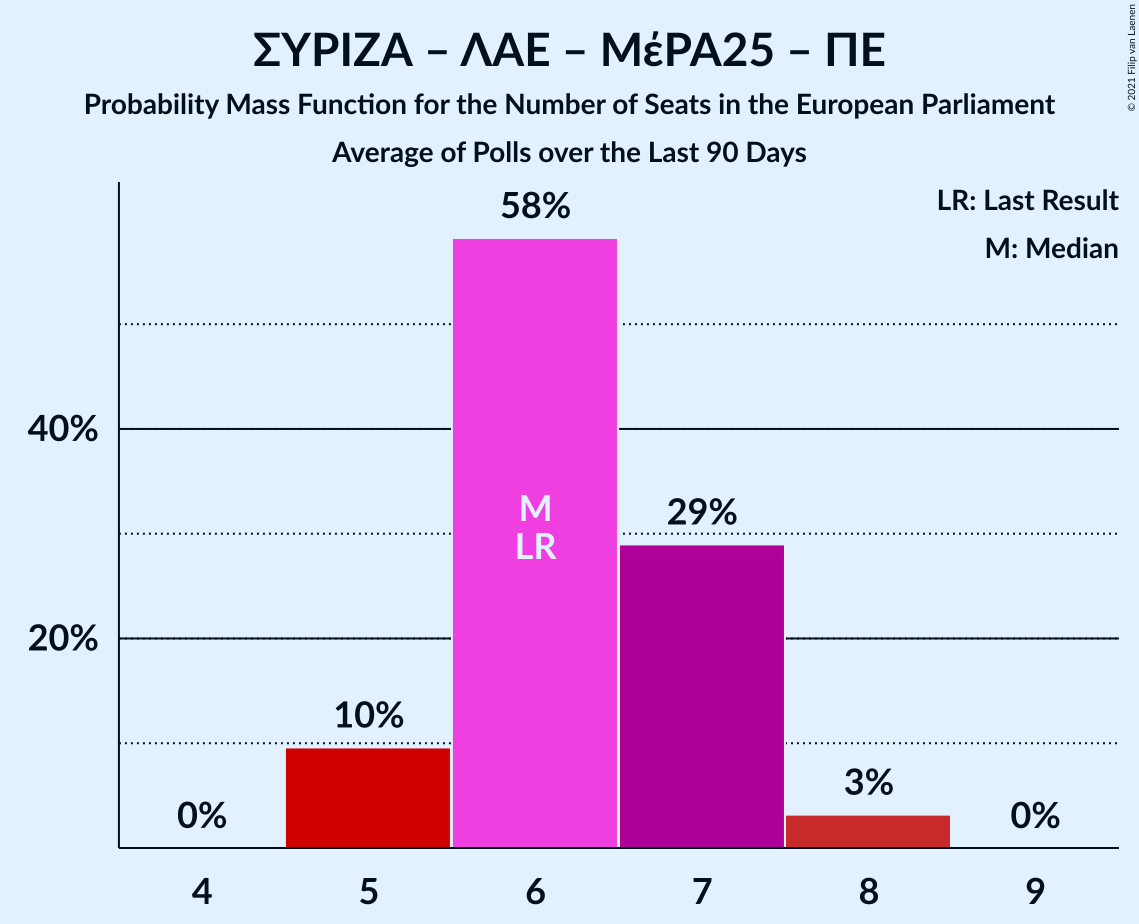 ΣΥΡΙΖΑ – ΛΑΕ – ΜέΡΑ25 – ΠΕ
Probability Mass Function for the Number of Seats in the European Parliament
Average of Polls over the Last 90 Days
© 2021 Filip van Laenen
LR: Last Result
M: Median
58%
40%
M
LR
29%
20%
10%
3%
0%
0%
4
5
6
7
8
9